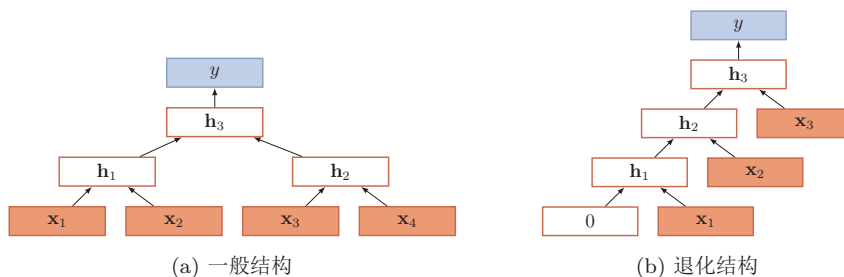 y
h₃
h₁ h₂
x₁ x₂ x₃ x₄
(a) 一般结构
y
h₃
h₂ x₃
h₁ x₂
0 x₁
(b) 退化结构